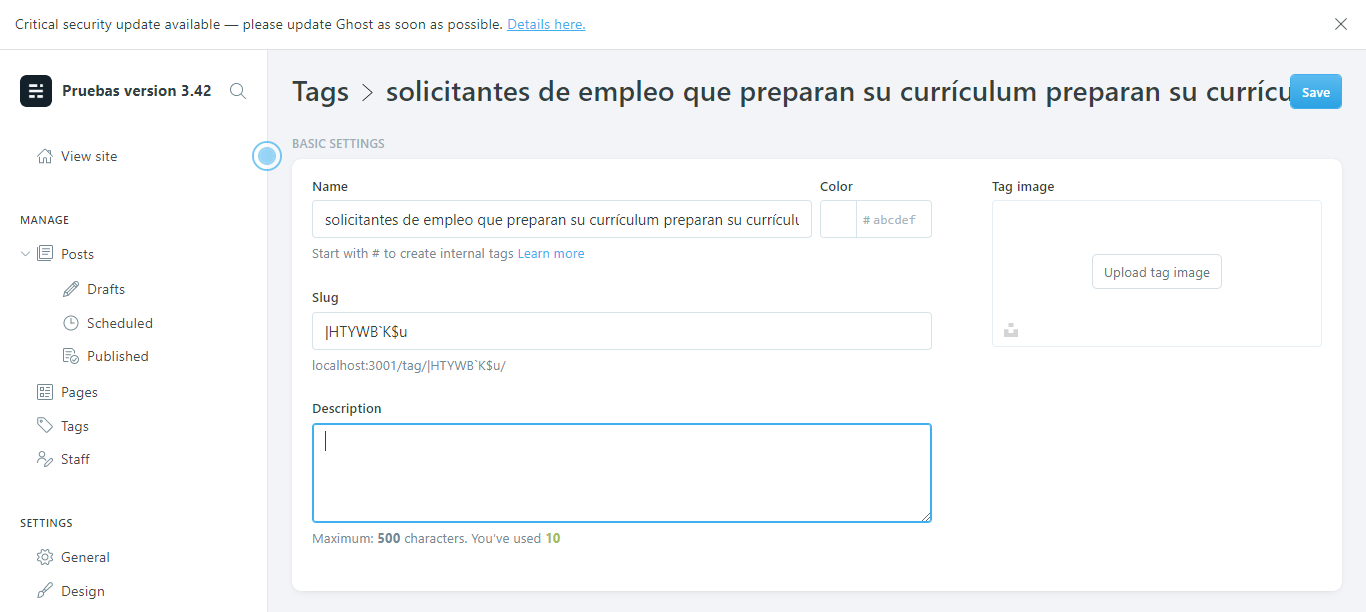 Critical security update available — please update Ghost as soon as possible. Details here.
Pruebas version 3.42
View site
MANAGE
Posts
Drafts
Scheduled
Published
Pages
Tags
Staff
SETTINGS
General
Design
Tags > solicitantes de empleo que preparan su currículum preparan su currícu
Save
BASIC SETTINGS
Name
solicitantes de empleo que preparan su currículum preparan su currículu
Start with # to create internal tags Learn more
Color
# abcdef
Slug
|HTYWB`K$u
localhost:3001/tag/|HTYWB`K$u/
Description
Maximum: 500 characters. You've used 10
Tag image
Upload tag image